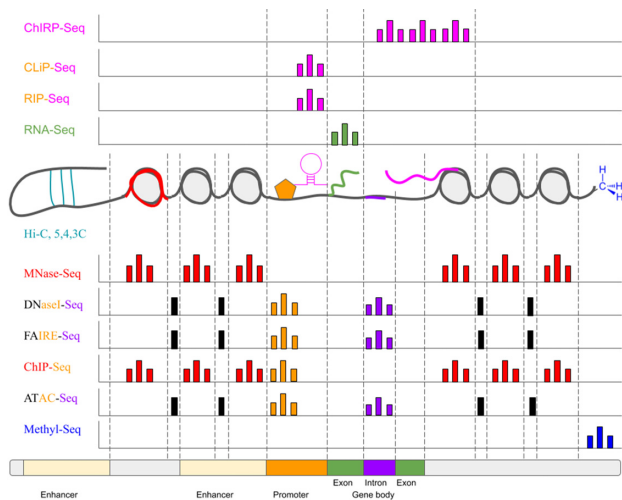 ChIRP-Seq
CLiP-Seq
RIP-Seq
RNA-Seq
H
C
H
H
Hi-C, 5,4,3C
MNase-Seq
DNaseI-Seq
FAIRE-Seq
ChIP-Seq
ATAC-Seq
Methyl-Seq
Exon Intron Exon
Enhancer Enhancer Promoter Gene body